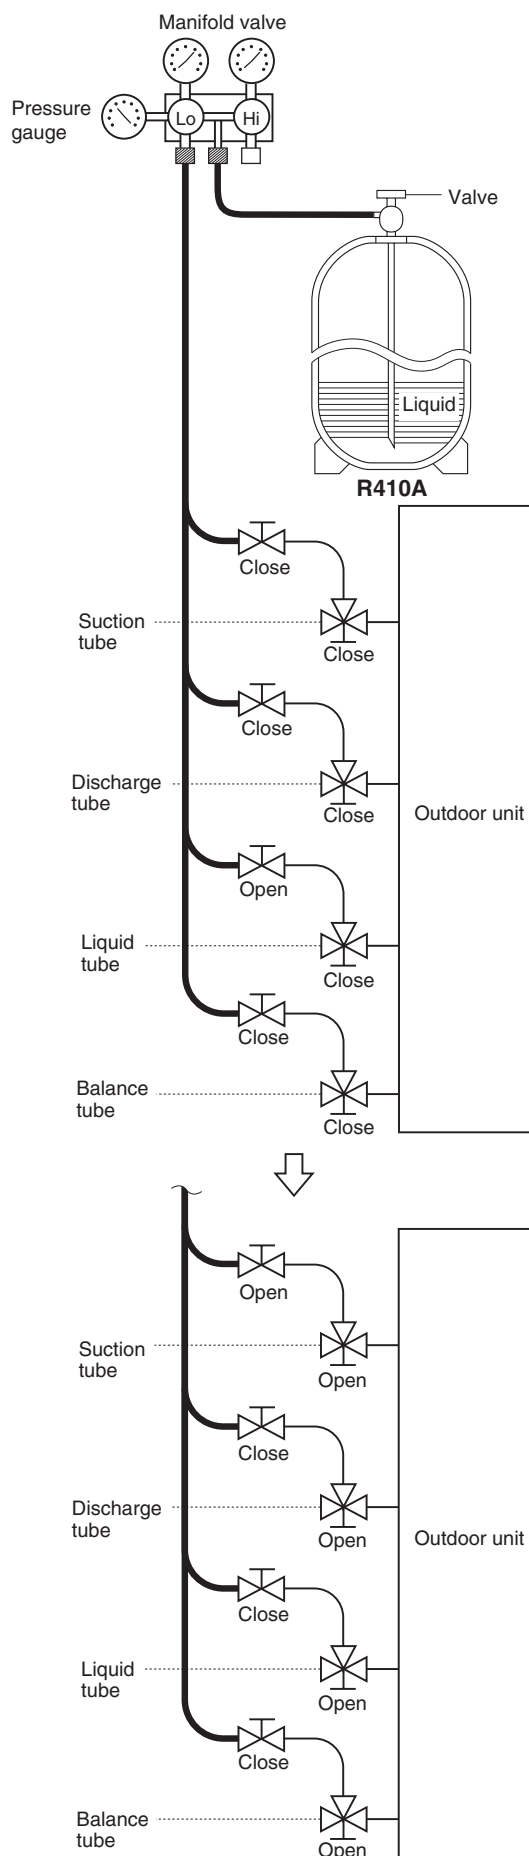 Manifold valve
Pressure
gauge
Lo
Hi
Valve
Liquid
R410A
Close
Suction
tube
Close
Close
Discharge
tube
Close
Outdoor unit
Open
Liquid
tube
Close
Close
Balance
tube
Close
Open
Suction
tube
Open
Close
Discharge
tube
Open
Outdoor unit
Close
Liquid
tube
Open
Close
Balance
tube
Open